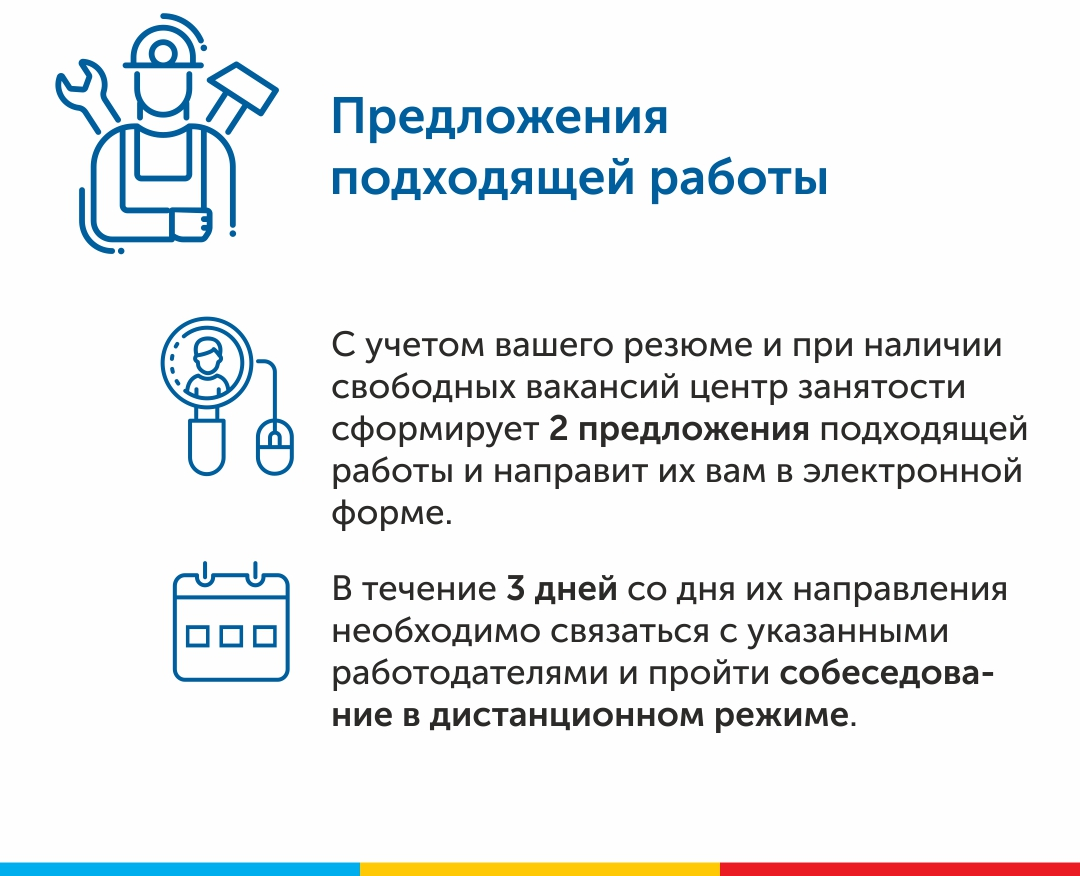 Предложения
подходящей работы
С учетом вашего резюме и при наличии
свободных вакансий центр занятости
сформирует 2 предложения подходящей
работы и направит их вам в электронной
форме.
В течение 3 дней со дня их направления
необходимо связаться с указанными
работодателями и пройти собеседова-
ние в дистанционном режиме.